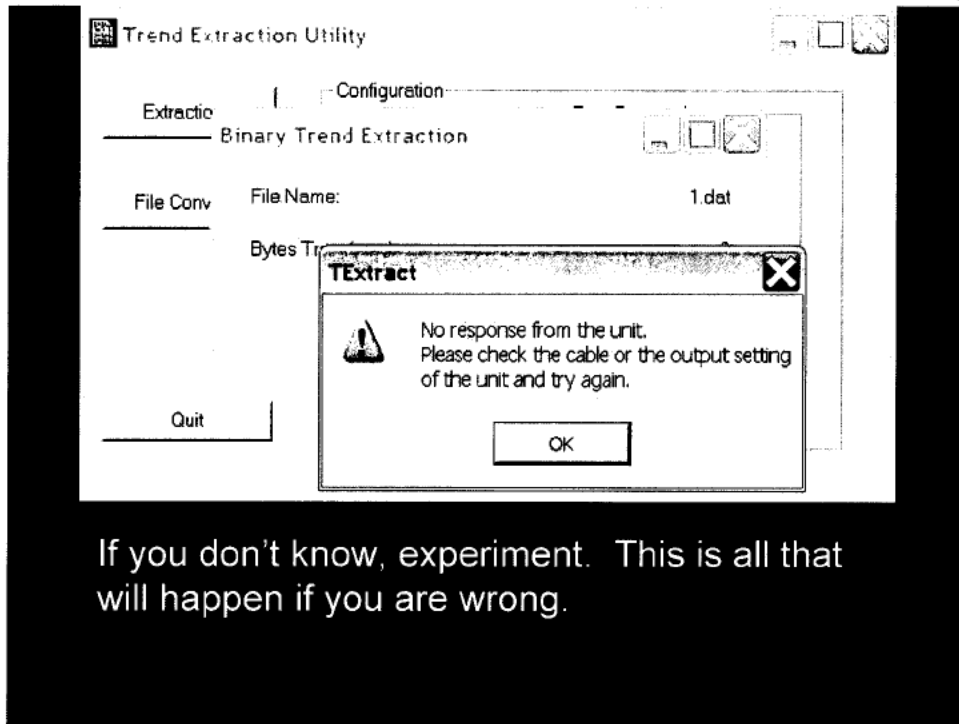 Trend Extraction Utility
Configuration
Extractio
Binary Trend Extraction
File Conv
File Name: 1.dat
Bytes Tr
TExtract
No response from the unit.
Please check the cable or the output setting
of the unit and try again.
OK
Quit
If you don't know, experiment. This is all that
will happen if you are wrong.